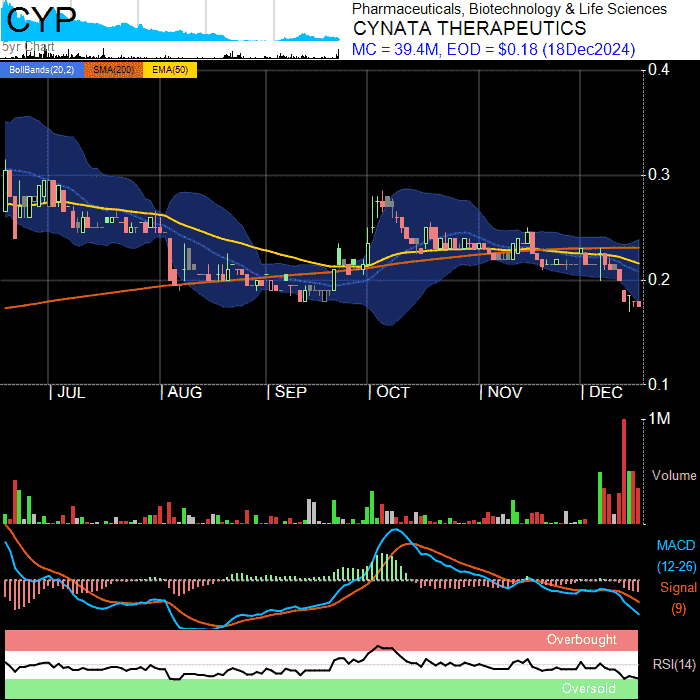 CYP
5yr Chart
Pharmaceuticals, Biotechnology & Life Sciences
CYNATA THERAPEUTICS
MC = 39.4M, EOD = $0.18 (18Dec2024)
BollBands(20,2) SMA(200) EMA(50)
0.4
0.3
0.2
0.1
JUL AUG SEP OCT NOV DEC
1M
Volume
MACD
(12-26)
Signal
(9)
Overbought
RSI(14)
Oversold